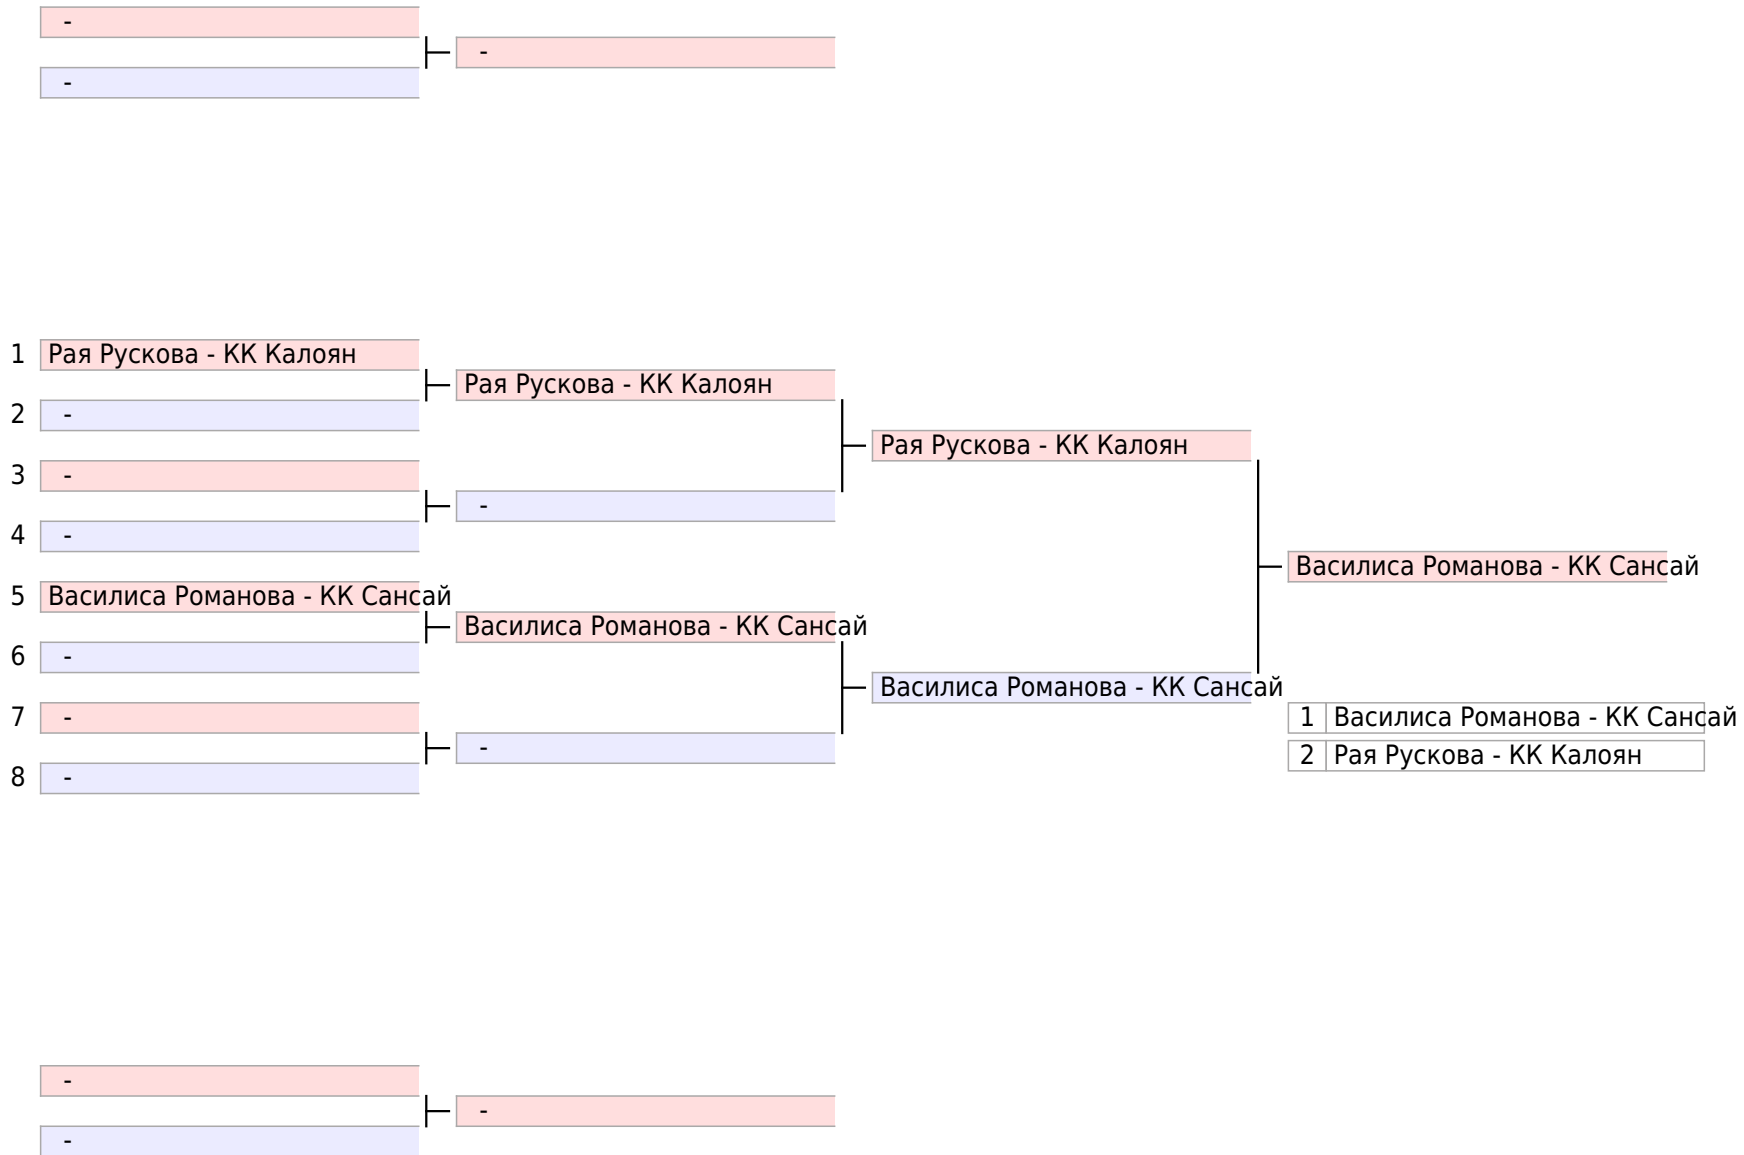 -
-
-
1 Рая Рускова - КК Калоян
Рая Рускова - КК Калоян
2 -
Рая Рускова - КК Калоян
3 -
-
4 -
Василиса Романова - КК Сансай
5 Василиса Романова - КК Сансай
Василиса Романова - КК Сансай
6 -
Василиса Романова - КК Сансай
7 -
1 Василиса Романова - КК Сансай
-
2 Рая Рускова - КК Калоян
8 -
-
-
-